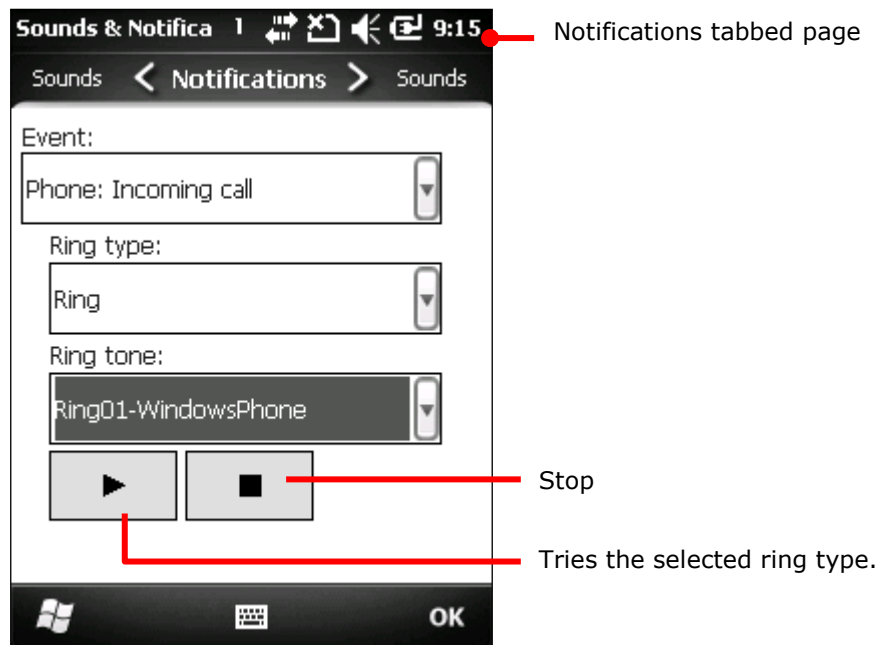 Sounds & Notifica 9:15
Notifications tabbed page
Sounds Notifications Sounds
Event:
Phone: Incoming call
Ring type:
Ring
Ring tone:
Ring01-WindowsPhone
Stop
Tries the selected ring type.
OK